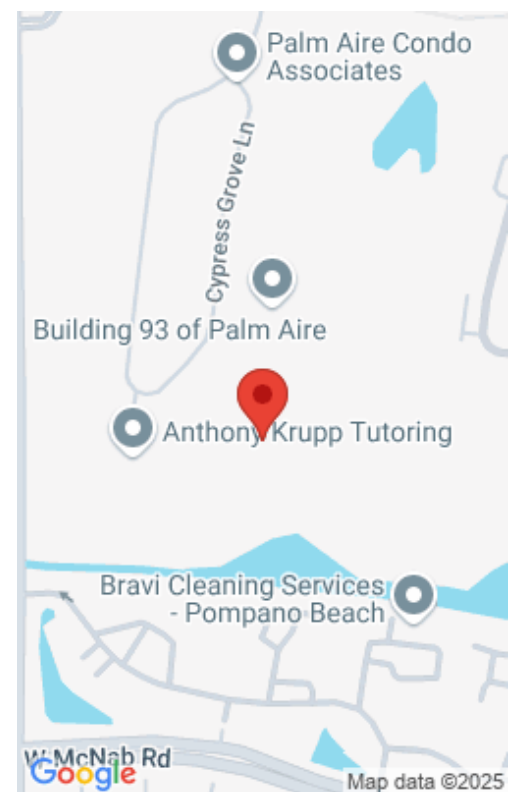 Palm Aire Condo
Associates
Cypress Grove Ln
Building 93 of Palm Aire
Anthony Krupp Tutoring
Bravi Cleaning Services
- Pompano Beach
W McNab Rd
Google
Map data ©2025